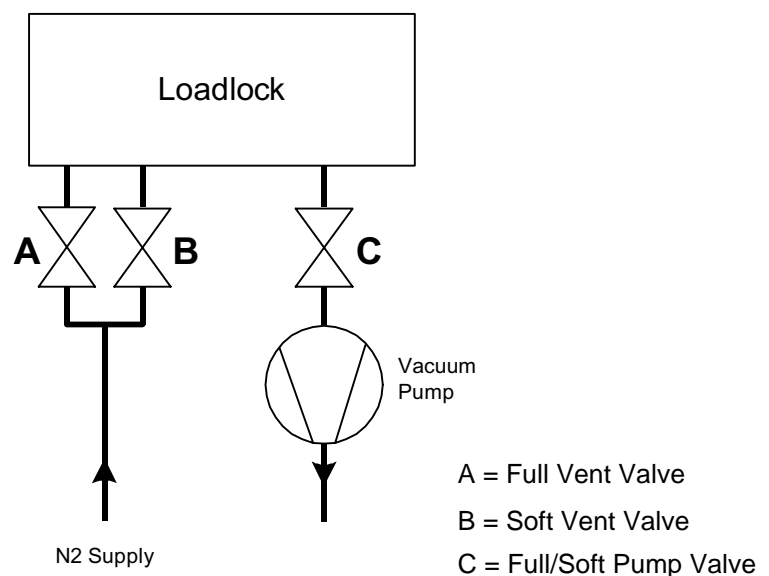 Loadlock
A
B
C
Vacuum
Pump
A = Full Vent Valve
B = Soft Vent Valve
N2 Supply
C = Full/Soft Pump Valve